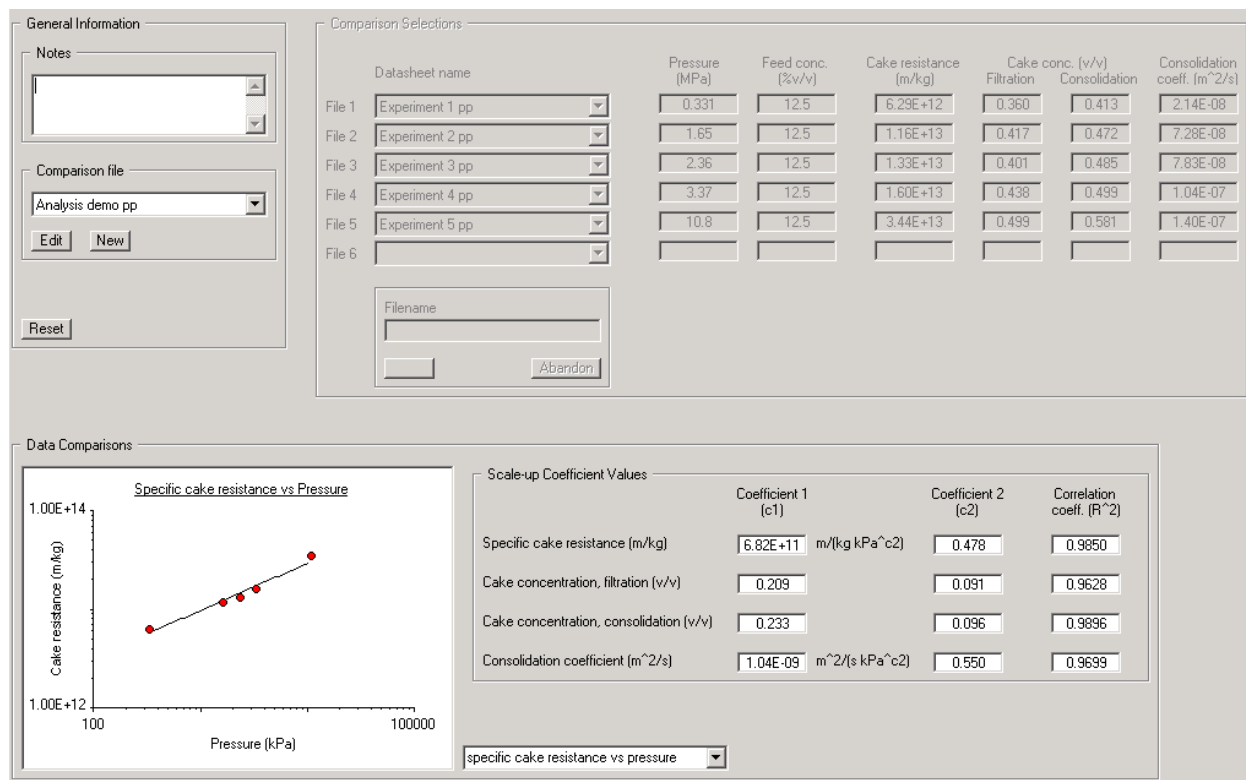 General Information
Notes
Comparison file
Analysis demo pp
Edit New
Reset
Comparison Selections
Datasheet name
Pressure (MPa)
Feed conc. (%v/v)
Cake resistance (m/kg)
Cake conc. (v/v)
Filtration Consolidation
Consolidation coeff. (m^2/s)
File 1 Experiment 1 pp 0.331 12.5 6.29E+12 0.360 0.413 2.14E-08
File 2 Experiment 2 pp 1.65 12.5 1.16E+13 0.417 0.472 7.28E-08
File 3 Experiment 3 pp 2.36 12.5 1.33E+13 0.401 0.485 7.83E-08
File 4 Experiment 4 pp 3.37 12.5 1.60E+13 0.438 0.499 1.04E-07
File 5 Experiment 5 pp 10.8 12.5 3.44E+13 0.499 0.581 1.40E-07
File 6
Filename
Abandon
Data Comparisons
Specific cake resistance vs Pressure
1.00E+14
Cake resistance (m/kg)
1.00E+12
100 100000
Pressure (kPa)
Scale-up Coefficient Values
Coefficient 1 (c1)
Coefficient 2 (c2)
Correlation coeff. (R^2)
Specific cake resistance (m/kg) 6.82E+11 m/(kg kPa^c2) 0.478 0.9850
Cake concentration, filtration (v/v) 0.209 0.091 0.9628
Cake concentration, consolidation (v/v) 0.233 0.096 0.9896
Consolidation coefficient (m^2/s) 1.04E-09 m^2/(s kPa^c2) 0.550 0.9699
specific cake resistance vs pressure